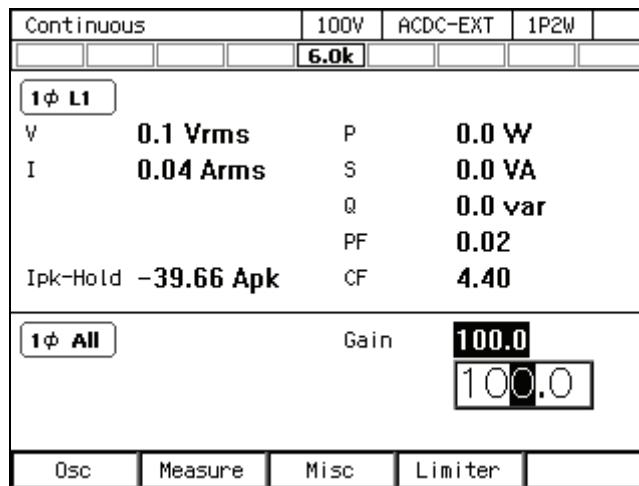 Continuous 100V ACDC-EXT 1P2W
6.0k
1ϕ L1
V 0.1 Vrms P 0.0 W
I 0.04 Arms S 0.0 VA
Q 0.0 var
PF 0.02
Ipk-Hold −39.66 Apk CF 4.40
1ϕ All Gain 100.0
100.0
Osc Measure Misc Limiter